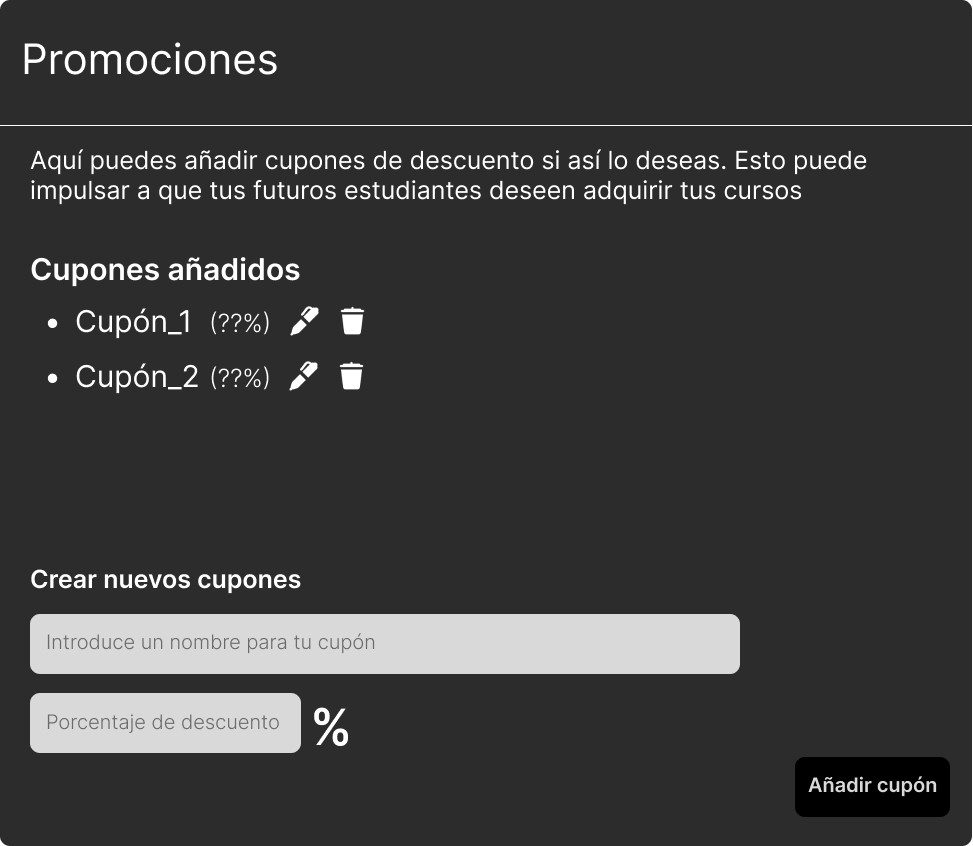 Promociones
Aquí puedes añadir cupones de descuento si así lo deseas. Esto puede
impulsar a que tus futuros estudiantes deseen adquirir tus cursos
Cupones añadidos
• Cupón_1 (??%)
• Cupón_2 (??%)
Crear nuevos cupones
Introduce un nombre para tu cupón
Porcentaje de descuento %
Añadir cupón